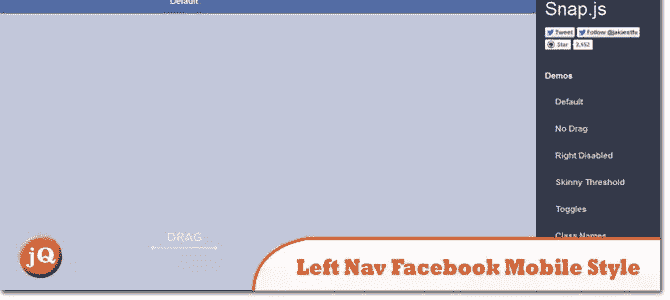 Default
Snap.js
Tweet Follow @jakiestfu
Star 2,952
Demos
Default
No Drag
Right Disabled
Skinny Threshold
Toggles
Class Names
DRAG
jQ
Left Nav Facebook Mobile Style